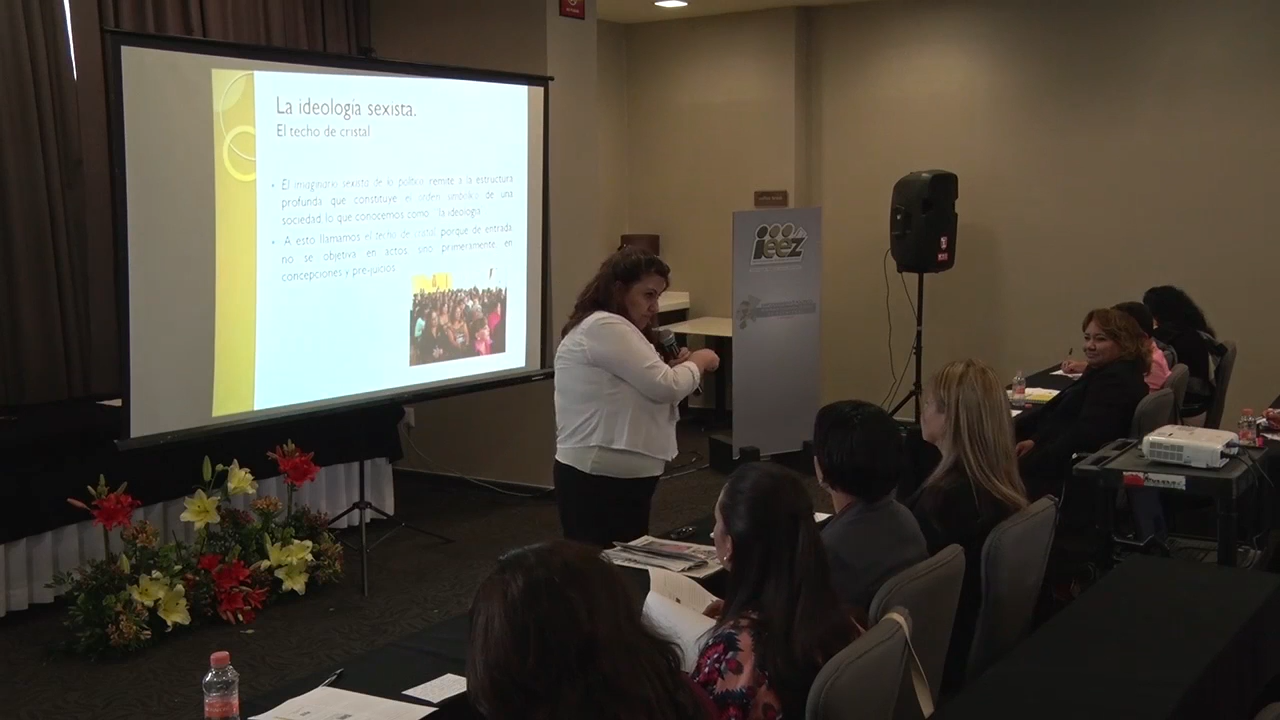 La ideología sexista.
El techo de cristal
• El imaginario sexista de lo político remite a la estructura
profunda que constituye el orden simbólico de una
sociedad, lo que conocemos como la ideología.
• A esto llamamos el techo de cristal porque de entrada
no se objetiva en actos, sino primeramente en
concepciones y pre-juicios
ieez